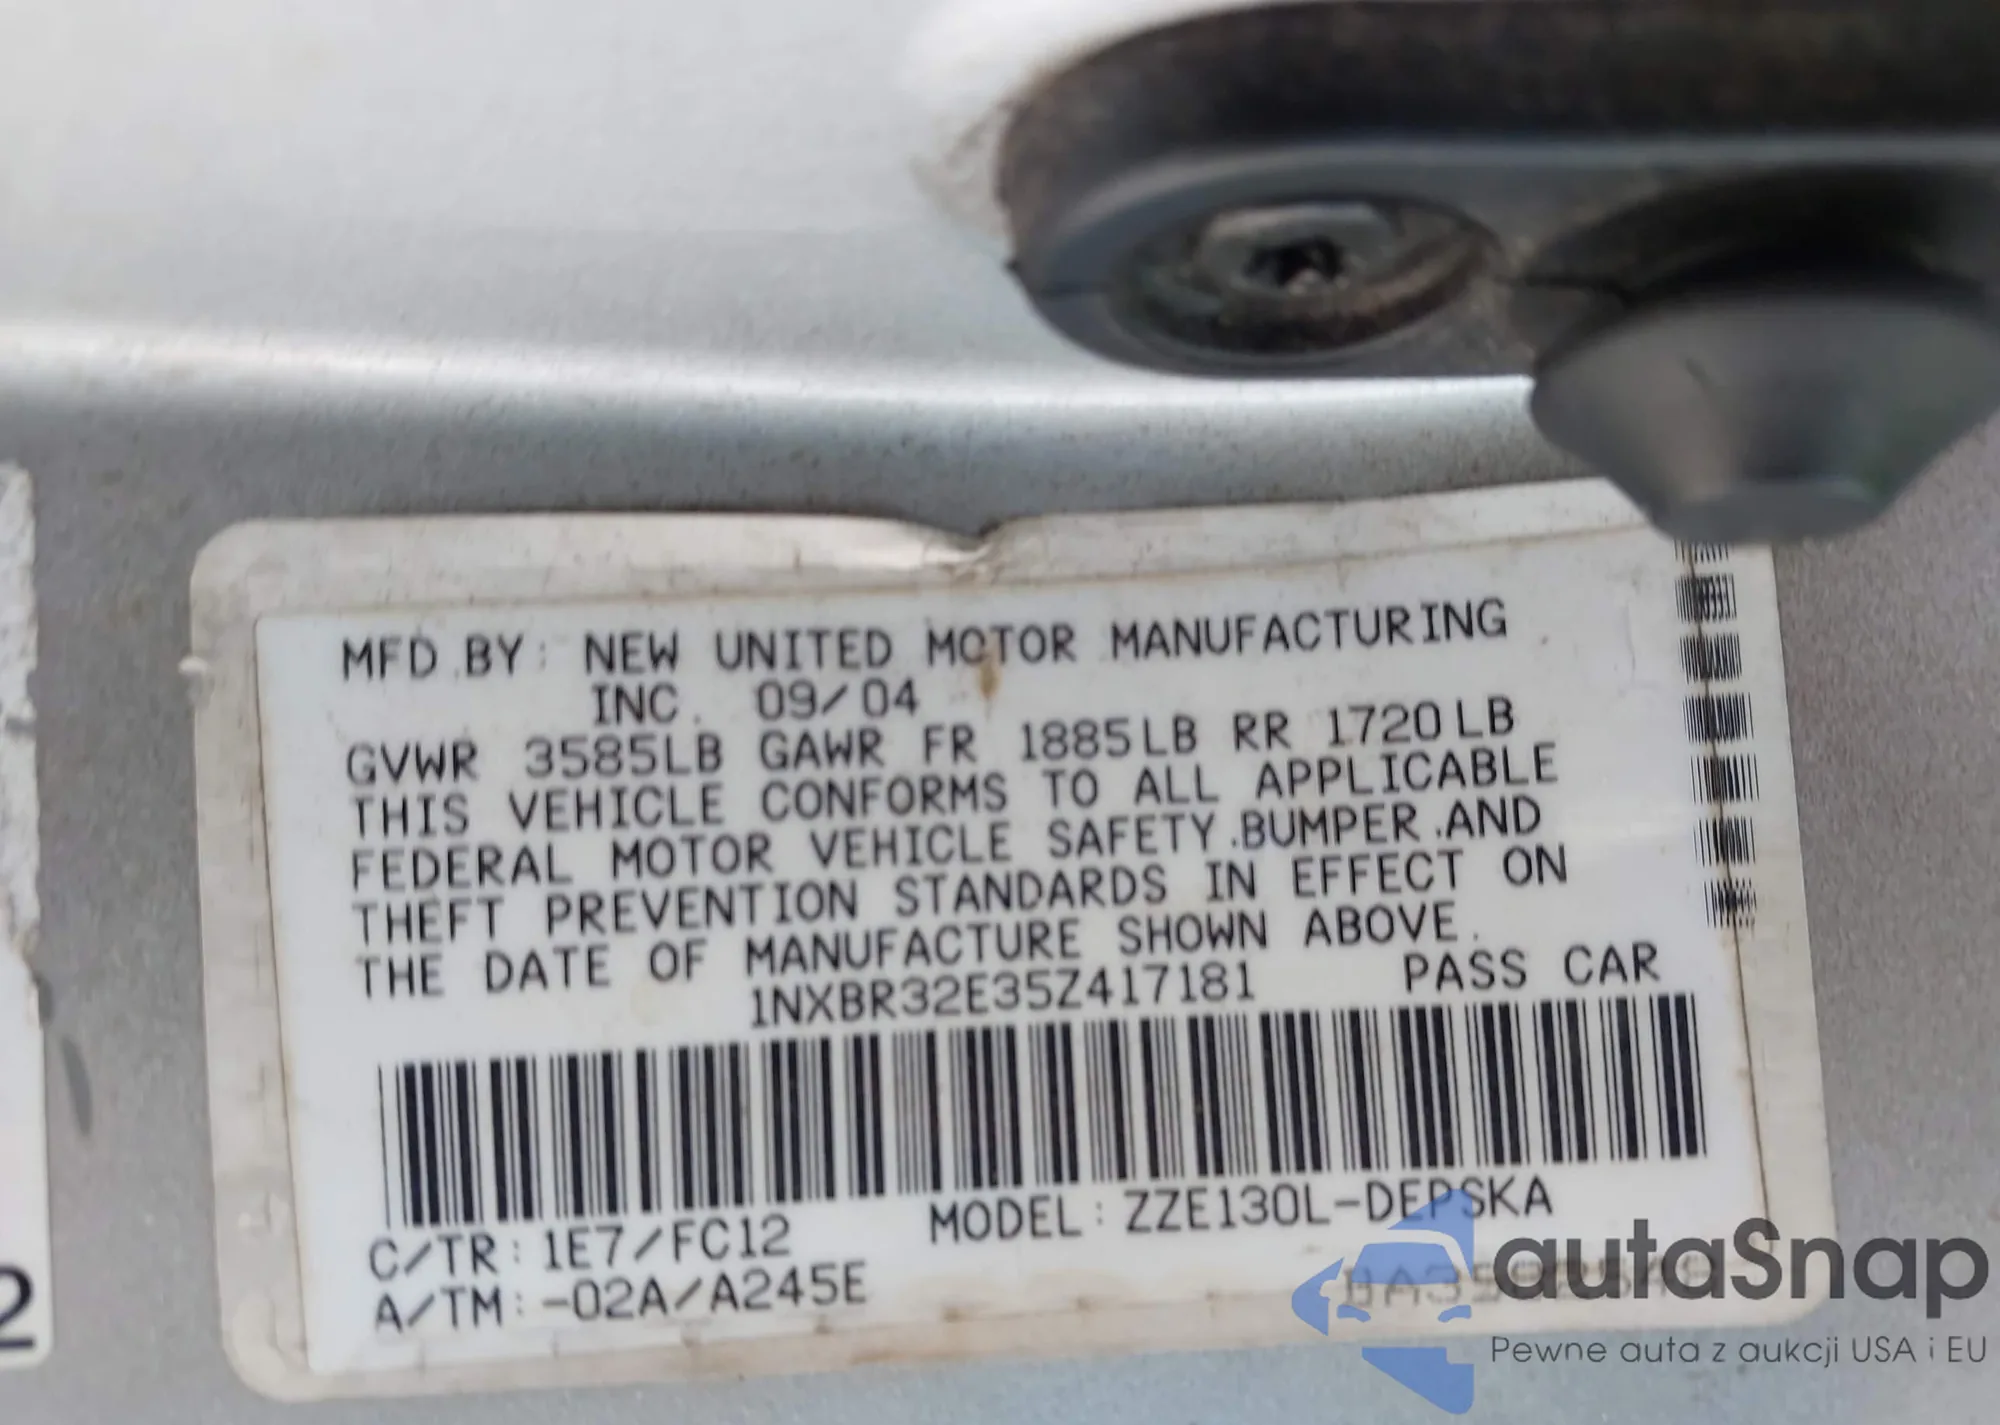 MFD.BY: NEW UNITED MOTOR MANUFACTURING
INC. 09/04
GVWR 3585LB GAWR FR 1885LB RR 1720LB
THIS VEHICLE CONFORMS TO ALL APPLICABLE
FEDERAL MOTOR VEHICLE SAFETY.BUMPER.AND
THEFT PREVENTION STANDARDS IN EFFECT ON
THE DATE OF MANUFACTURE SHOWN ABOVE.
1NXBR32E35Z417181 PASS CAR
C/TR: 1E7/FC12 MODEL: ZZE130L-DEPSKA
A/TM: -02A/A245E
2
autaSnap
Pewne auta z aukcji USA i EU